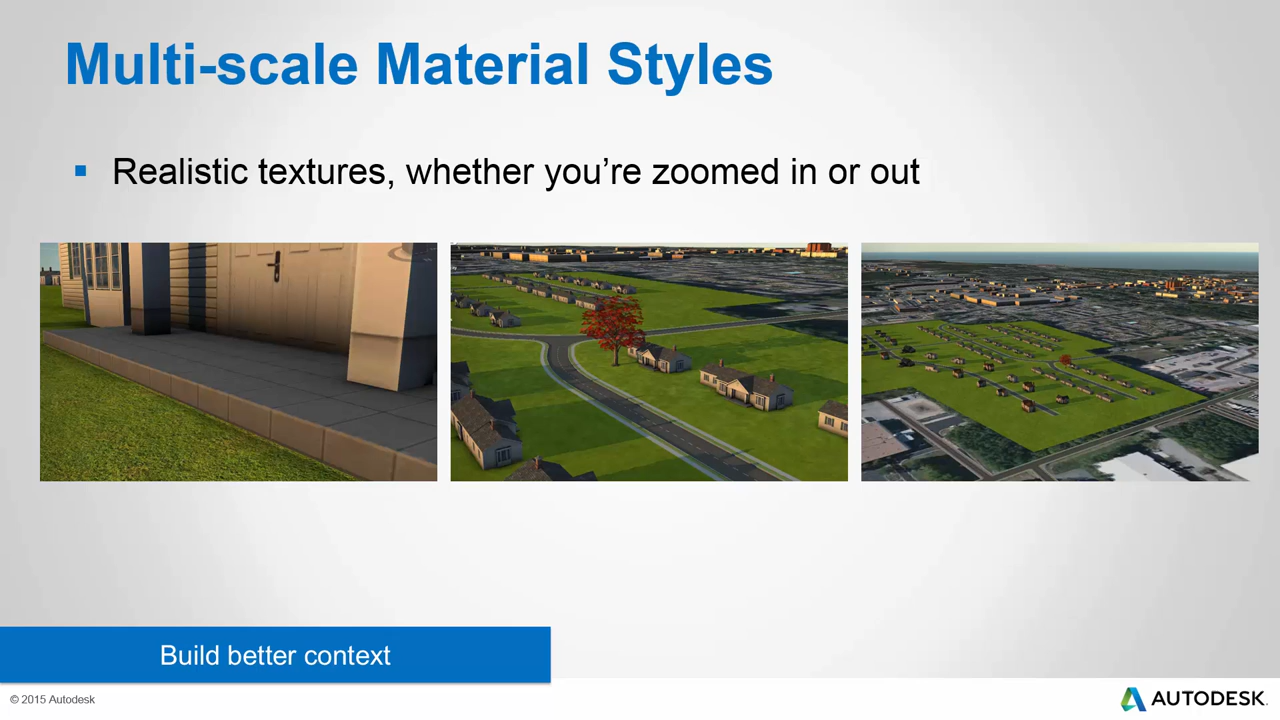 Multi-scale Material Styles
▪ Realistic textures, whether you’re zoomed in or out
Build better context
© 2015 Autodesk
AUTODESK.